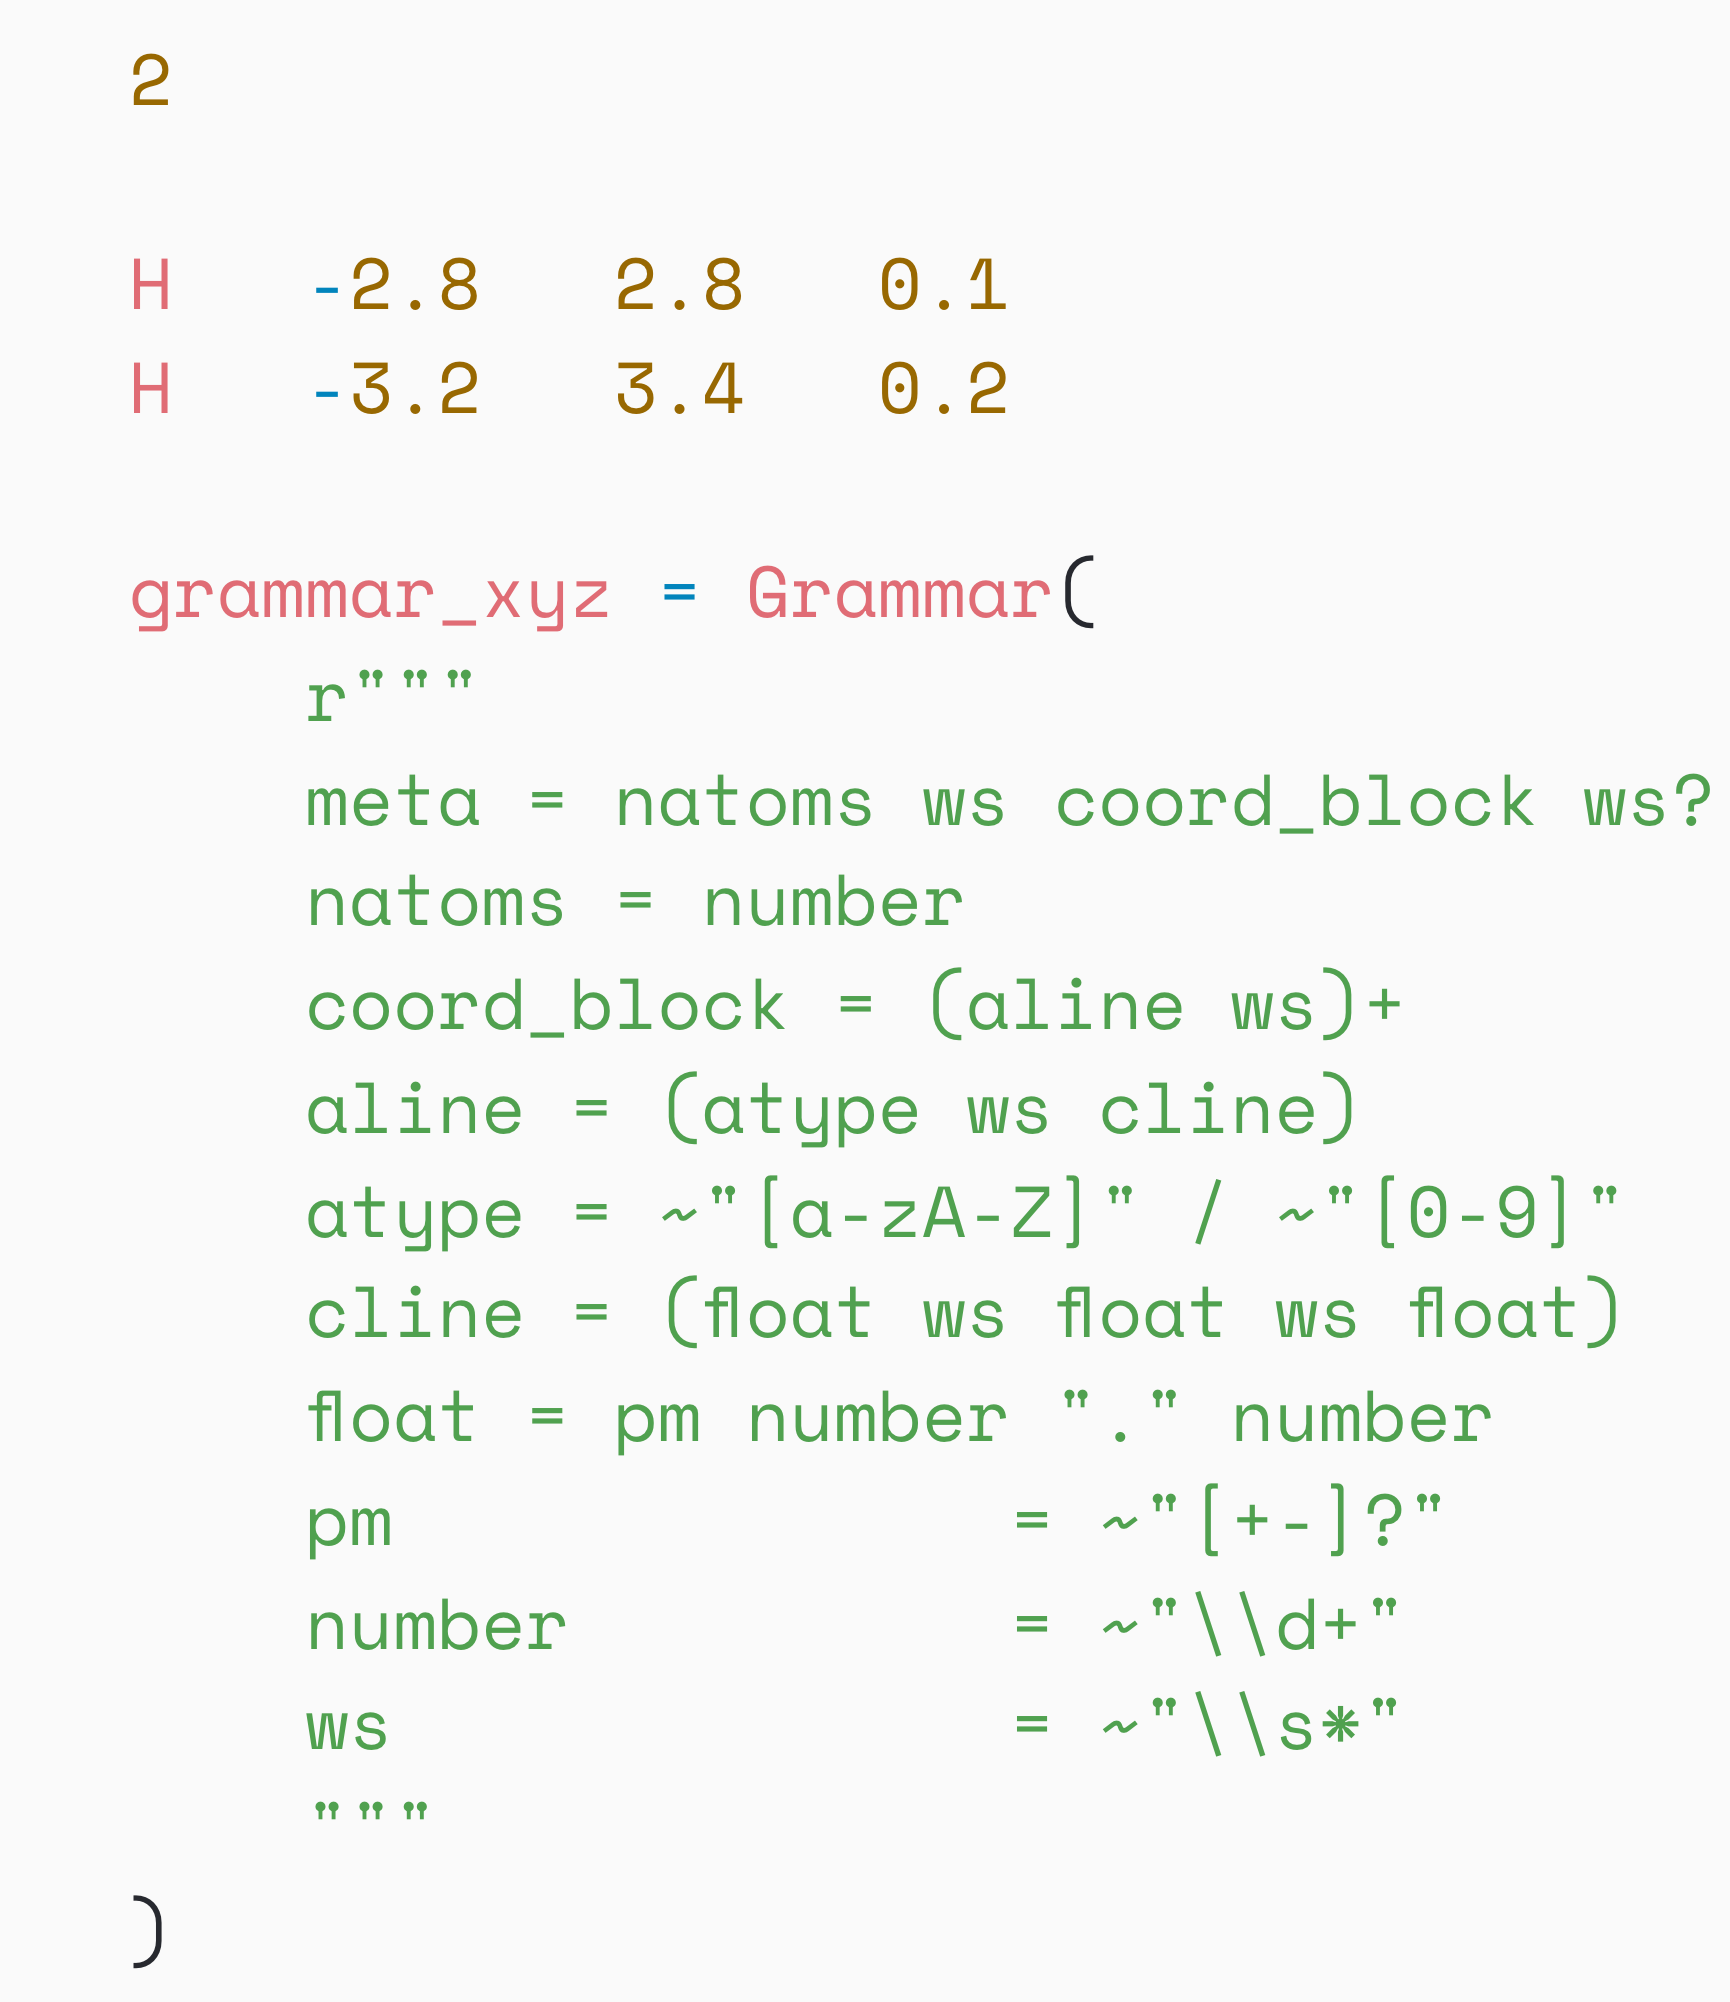 2
H   -2.8   2.8   0.1
H   -3.2   3.4   0.2
grammar_xyz = Grammar(
    r"""
    meta = natoms ws coord_block ws?
    natoms = number
    coord_block = (aline ws)+
    aline = (atype ws cline)
    atype = ~"[a-zA-Z]" / ~"[0-9]"
    cline = (float ws float ws float)
    float = pm number "." number
    pm              = ~"[+-]?"
    number          = ~"\\d+"
    ws              = ~"\\s*"
    """
)